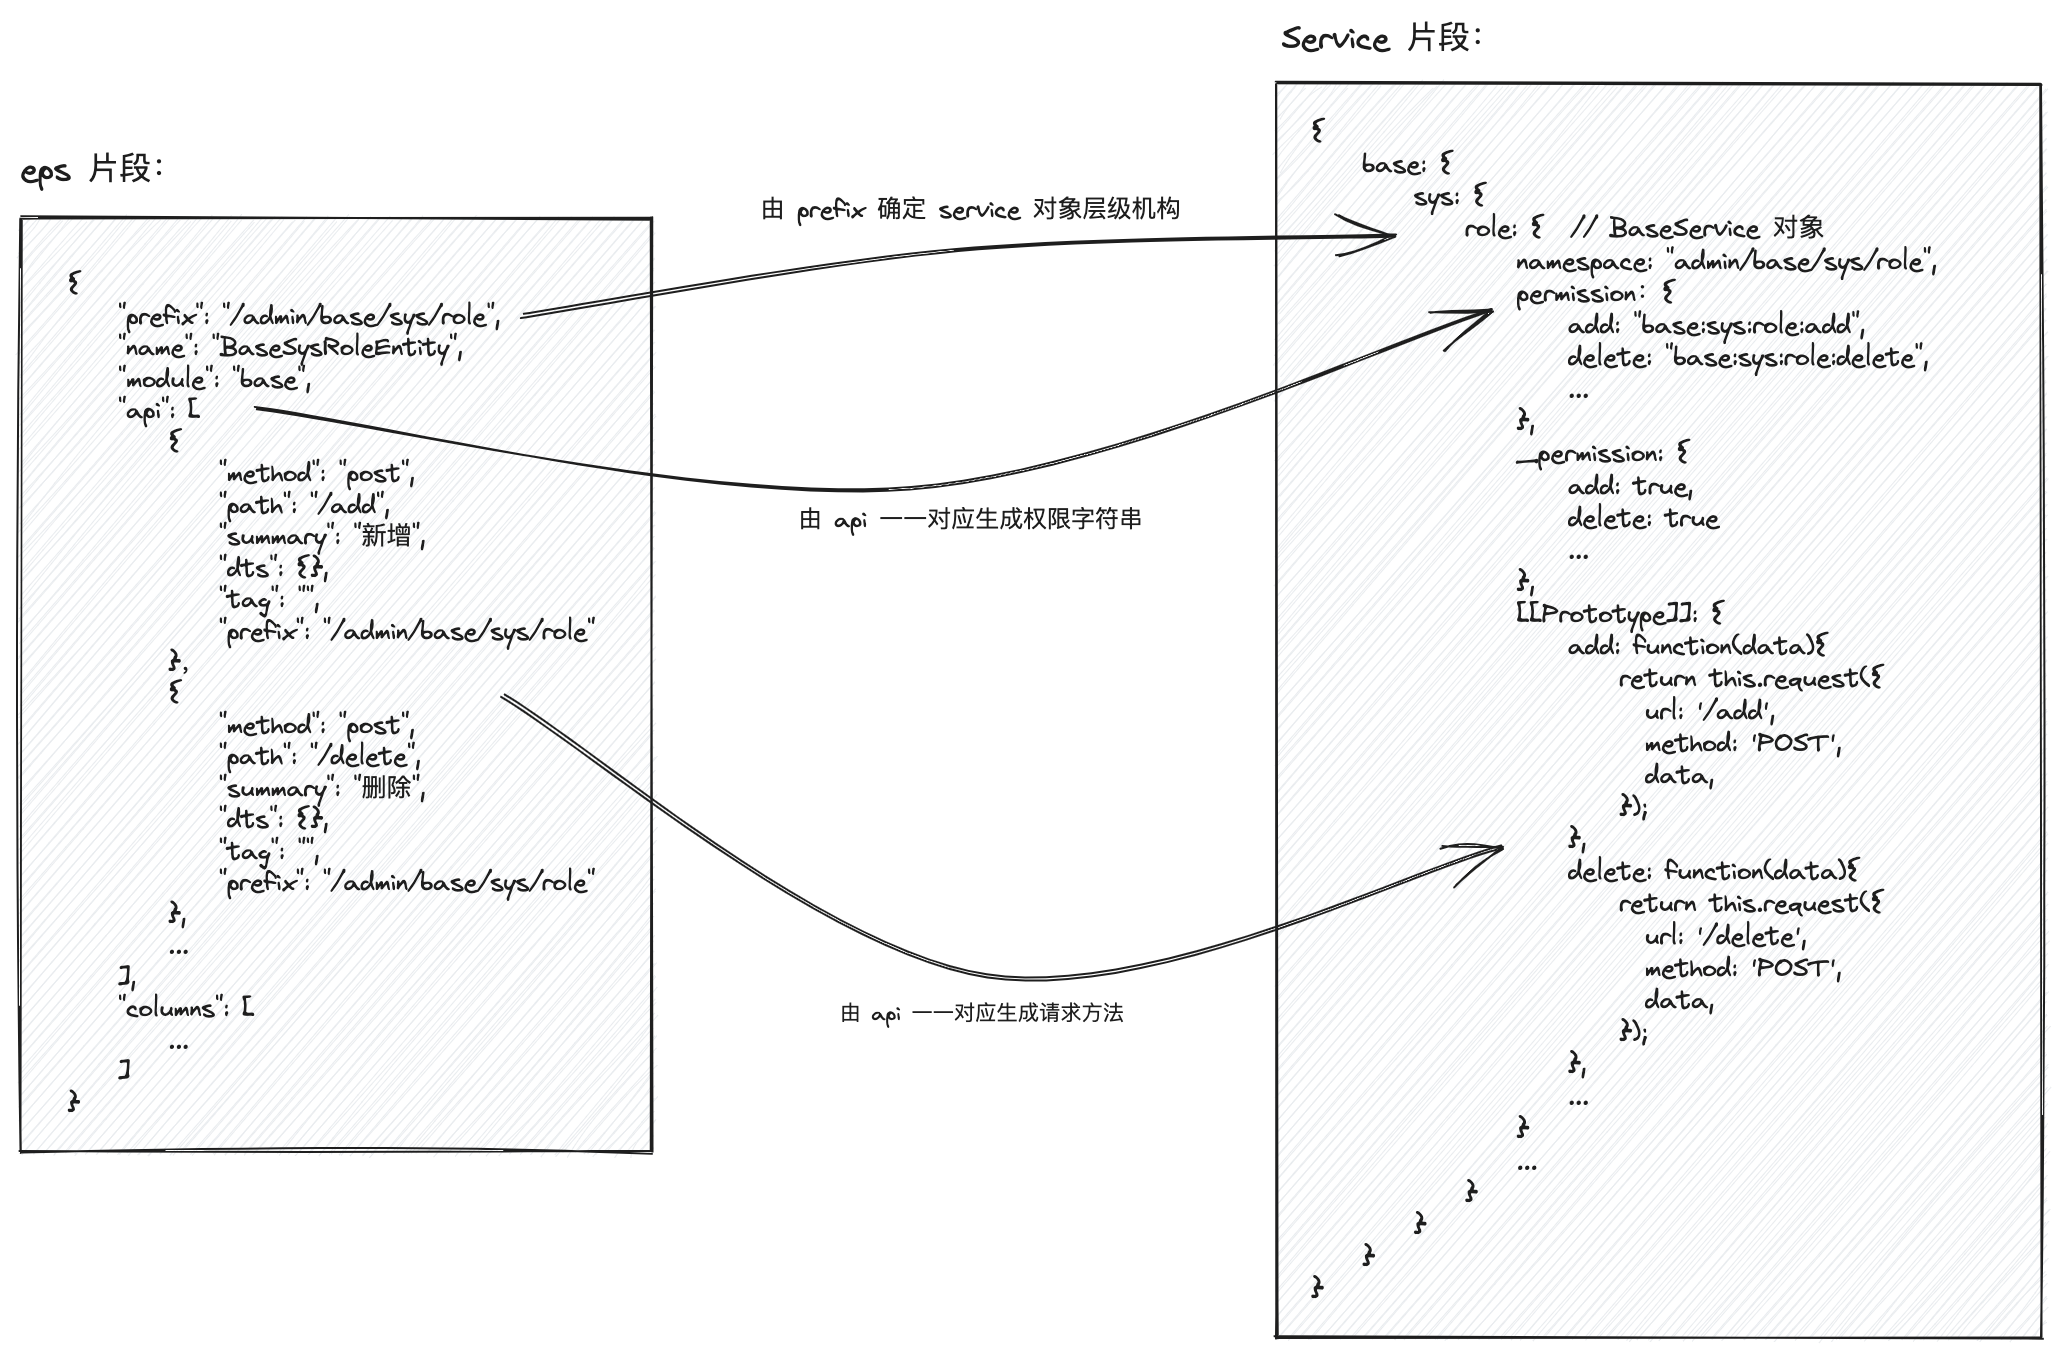 eps 片段：
{
"prefix": "/admin/base/sys/role",
"name": "BaseSysRoleEntity",
"module": "base",
"api": [
{
"method": "post",
"path": "/add",
"summary": "新增",
"dts": {},
"tag": "",
"prefix": "/admin/base/sys/role"
},
{
"method": "post",
"path": "/delete",
"summary": "删除",
"dts": {},
"tag": "",
"prefix": "/admin/base/sys/role"
},
...
],
"columns": [
...
]
}
由 prefix 确定 service 对象层级机构
由 api 一一对应生成权限字符串
由 api 一一对应生成请求方法
Service 片段：
{
base: {
sys: {
role: { // BaseService 对象
namespace: "admin/base/sys/role",
permission: {
add: "base:sys:role:add",
delete: "base:sys:role:delete",
...
},
_permission: {
add: true,
delete: true
...
},
[[Prototype]]: {
add: function(data){
return this.request({
url: '/add',
method: 'POST',
data,
});
},
delete: function(data){
return this.request({
url: '/delete',
method: 'POST',
data,
});
},
...
}
...
}
}
}
}